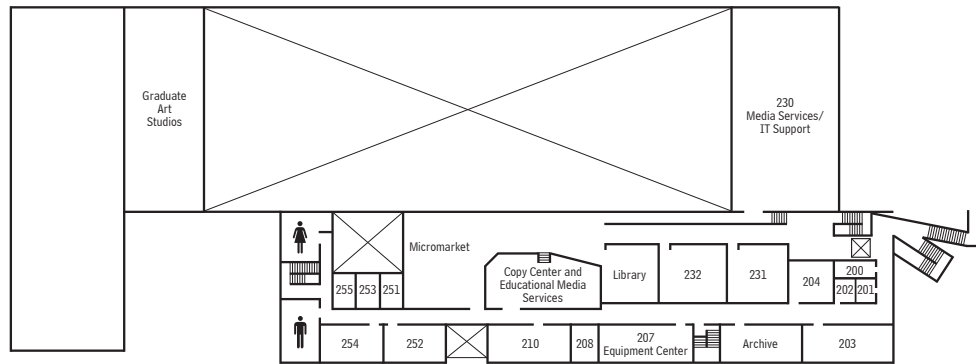 Graduate
Art
Studios
230
Media Services/
IT Support
Micromarket
Copy Center and
Educational Media
Services
Library
232
231
204
200
202
201
255
253
251
254
252
210
208
207
Equipment Center
Archive
203